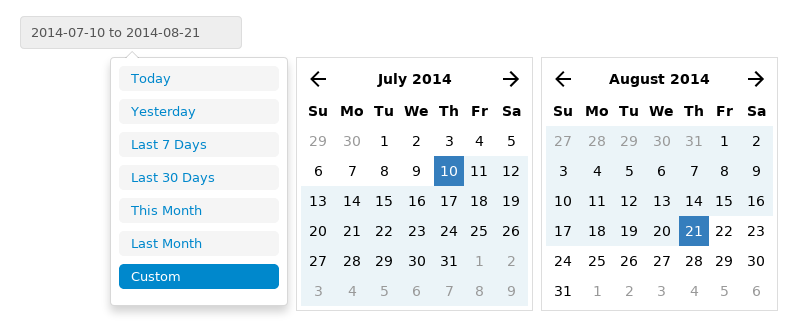 2014-07-10 to 2014-08-21
Today
Yesterday
Last 7 Days
Last 30 Days
This Month
Last Month
Custom
July 2014
Su Mo Tu We Th Fr Sa
29 30 1 2 3 4 5
6 7 8 9 10 11 12
13 14 15 16 17 18 19
20 21 22 23 24 25 26
27 28 29 30 31 1 2
3 4 5 6 7 8 9
August 2014
Su Mo Tu We Th Fr Sa
27 28 29 30 31 1 2
3 4 5 6 7 8 9
10 11 12 13 14 15 16
17 18 19 20 21 22 23
24 25 26 27 28 29 30
31 1 2 3 4 5 6